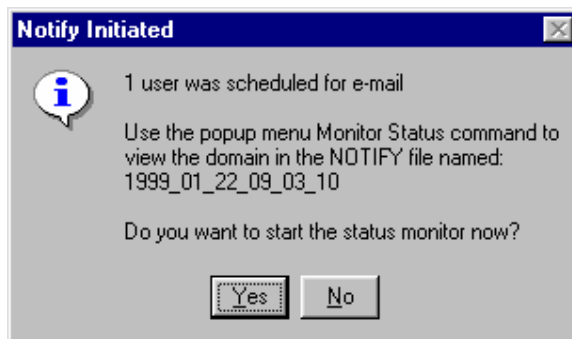 Notify Initiated
1 user was scheduled for e-mail
Use the popup menu Monitor Status command to
view the domain in the NOTIFY file named:
1999_01_22_09_03_10
Do you want to start the status monitor now?
Yes
No